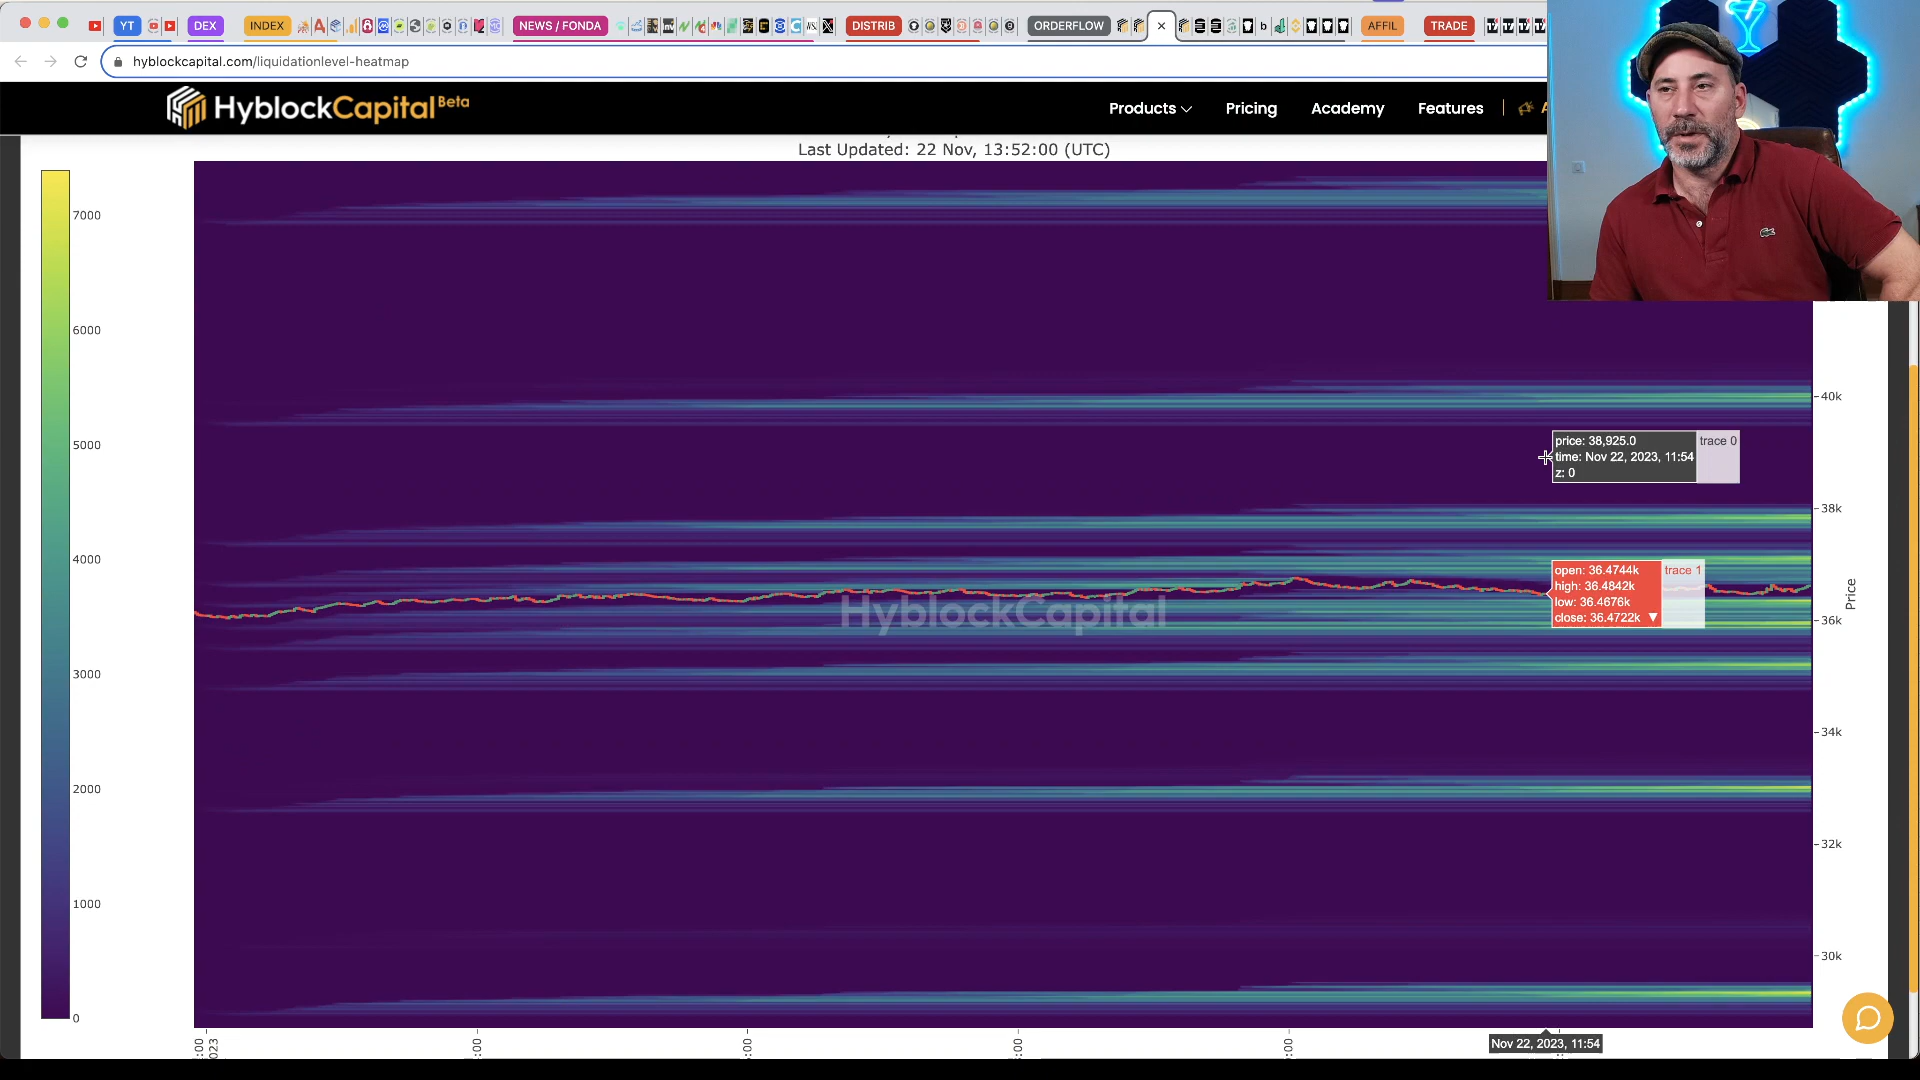 YT
DEX
INDEX
NEWS / FONDA
DISTRIB
ORDERFLOW
AFFIL
TRADE
hyblockcapital.com/liquidationlevel-heatmap
HyblockCapital Beta
Products
Pricing
Academy
Features
Last Updated: 22 Nov, 13:52:00 (UTC)
7000
6000
5000
4000
3000
2000
1000
0
40k
38k
36k
34k
32k
30k
Price
price: 38,925.0
time: Nov 22, 2023, 11:54
z: 0
trace 0
open: 36.4744k
high: 36.4842k
low: 36.4676k
close: 36.4722k ▼
trace 1
HyblockCapital
Nov 22, 2023, 11:54